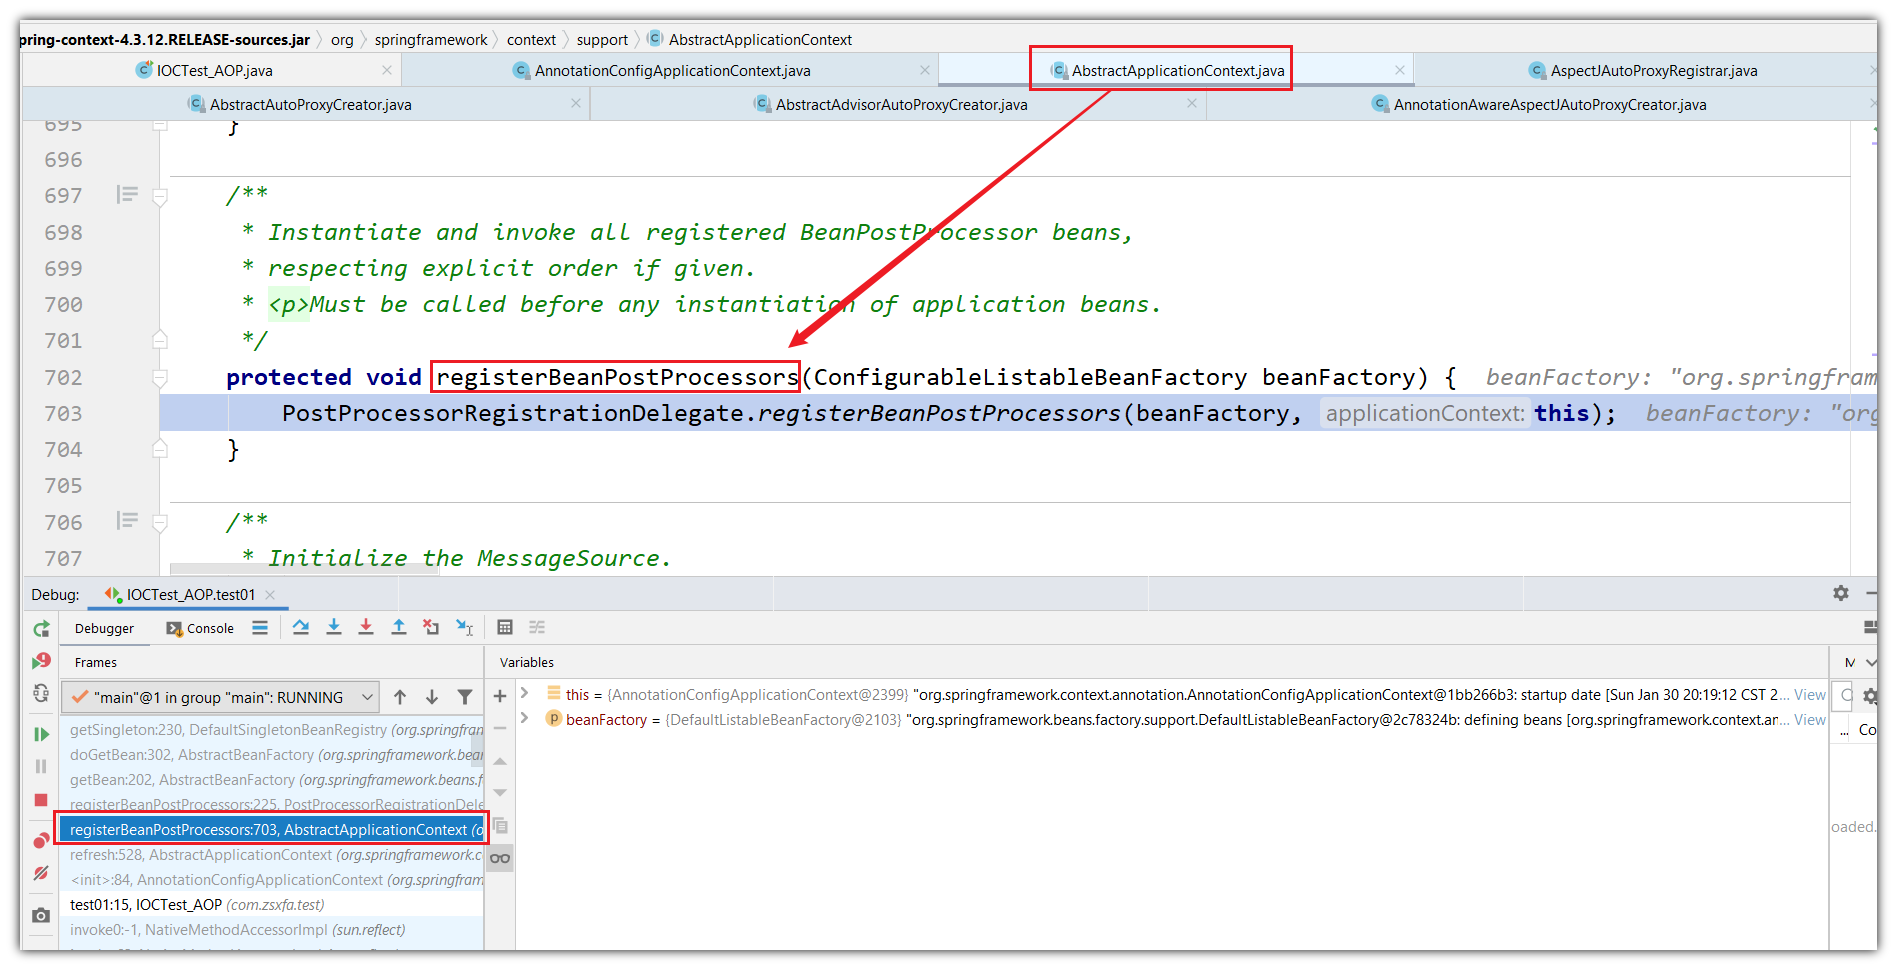 pring-context-4.3.12.RELEASE-sources.jar org springframework context support AbstractApplicationContext
IOCTest_AOP.java AnnotationConfigApplicationContext.java AbstractApplicationContext.java AspectJAutoProxyRegistrar.java
AbstractAutoProxyCreator.java AbstractAdvisorAutoProxyCreator.java AnnotationAwareAspectJAutoProxyCreator.java
695 }
696
697 /**
698 * Instantiate and invoke all registered BeanPostProcessor beans,
699 * respecting explicit order if given.
700 * <p>Must be called before any instantiation of application beans.
701 */
702 protected void registerBeanPostProcessors(ConfigurableListableBeanFactory beanFactory) { beanFactory: "org.springfram
703 PostProcessorRegistrationDelegate.registerBeanPostProcessors(beanFactory, applicationContext: this); beanFactory: "org
704 }
705
706 /**
707 * Initialize the MessageSource.
Debug: IOCTest_AOP.test01
Debugger Console
Frames Variables M
"main"@1 in group "main": RUNNING
this = {AnnotationConfigApplicationContext@2399} "org.springframework.context.annotation.AnnotationConfigApplicationContext@1bb266b3: startup date [Sun Jan 30 20:19:12 CST 2... View
beanFactory = {DefaultListableBeanFactory@2103} "org.springframework.beans.factory.support.DefaultListableBeanFactory@2c78324b: defining beans [org.springframework.context.an... View
... Co
oaded.
getSingleton:230, DefaultSingletonBeanRegistry (org.springfran
doGetBean:302, AbstractBeanFactory (org.springframework.bear
getBean:202, AbstractBeanFactory (org.springframework.beans.f
registerBeanPostProcessors:225, PostProcessorRegistrationDele
registerBeanPostProcessors:703, AbstractApplicationContext (o
refresh:528, AbstractApplicationContext (org.springframework.c
<init>:84, AnnotationConfigApplicationContext (org.springfram
test01:15, IOCTest_AOP (com.zsxfa.test)
invoke0:-1, NativeMethodAccessorImpl (sun.reflect)